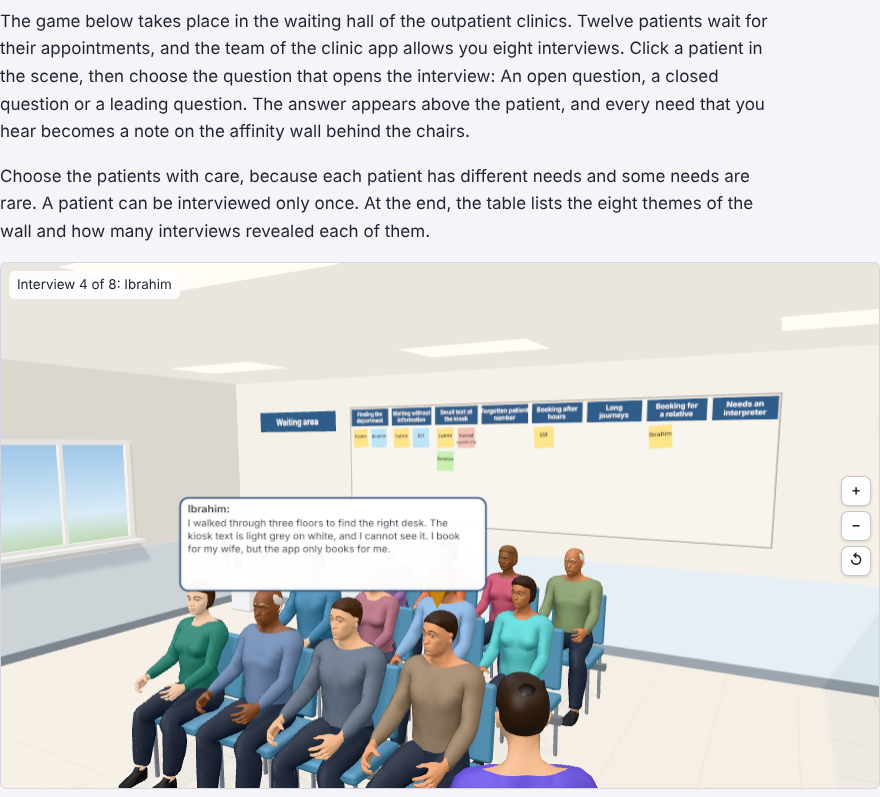 The game below takes place in the waiting hall of the outpatient clinics. Twelve patients wait for
their appointments, and the team of the clinic app allows you eight interviews. Click a patient in
the scene, then choose the question that opens the interview: An open question, a closed
question or a leading question. The answer appears above the patient, and every need that you
hear becomes a note on the affinity wall behind the chairs.
Choose the patients with care, because each patient has different needs and some needs are
rare. A patient can be interviewed only once. At the end, the table lists the eight themes of the
wall and how many interviews revealed each of them.
Interview 4 of 8: Ibrahim
Waiting area
Finding the department
Waiting without information
Small text at the kiosk
Forgotten patient number
Booking after hours
Long journeys
Booking for a relative
Needs an interpreter
Elif
Elif
Ibrahim
Ibrahim
Ibrahim:
I walked through three floors to find the right desk. The
kiosk text is light grey on white, and I cannot see it. I book
for my wife, but the app only books for me.
+
−